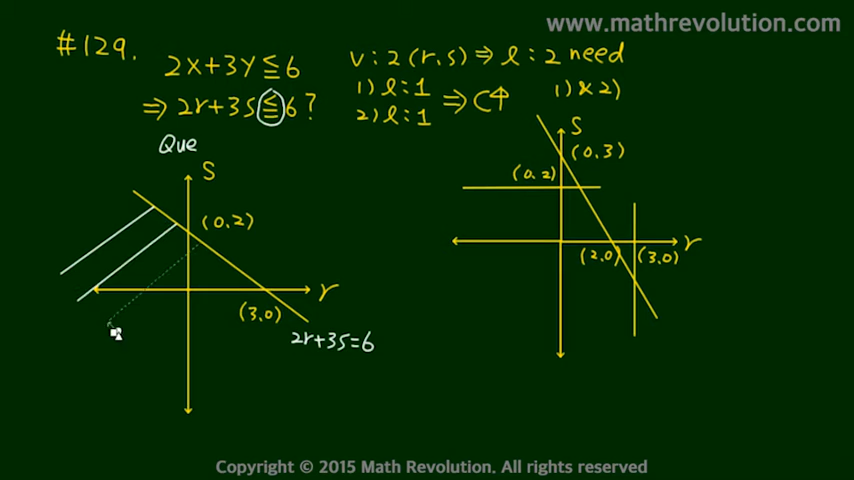 www.mathrevolution.com
#129.
2X+3Y≦6
⇒ 2r+3S≦6?
Que
V:2(r,s)⇒ℓ:2 need
1)ℓ:1
2)ℓ:1
⇒C↑
1)&2)
S
(0.2)
r
(3,0)
2r+3S=6
S
(0.3)
(0.2)
r
(2,0)
(3,0)
Copyright © 2015 Math Revolution. All rights reserved